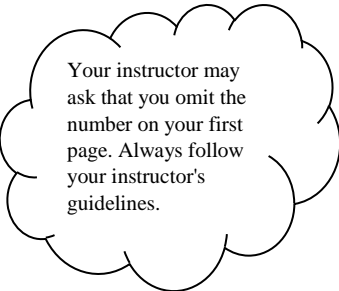 Your instructor may
ask that you omit the
number on your first
page. Always follow
your instructor's
guidelines.